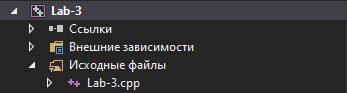 Lab-3
Ссылки
Внешние зависимости
Исходные файлы
Lab-3.cpp